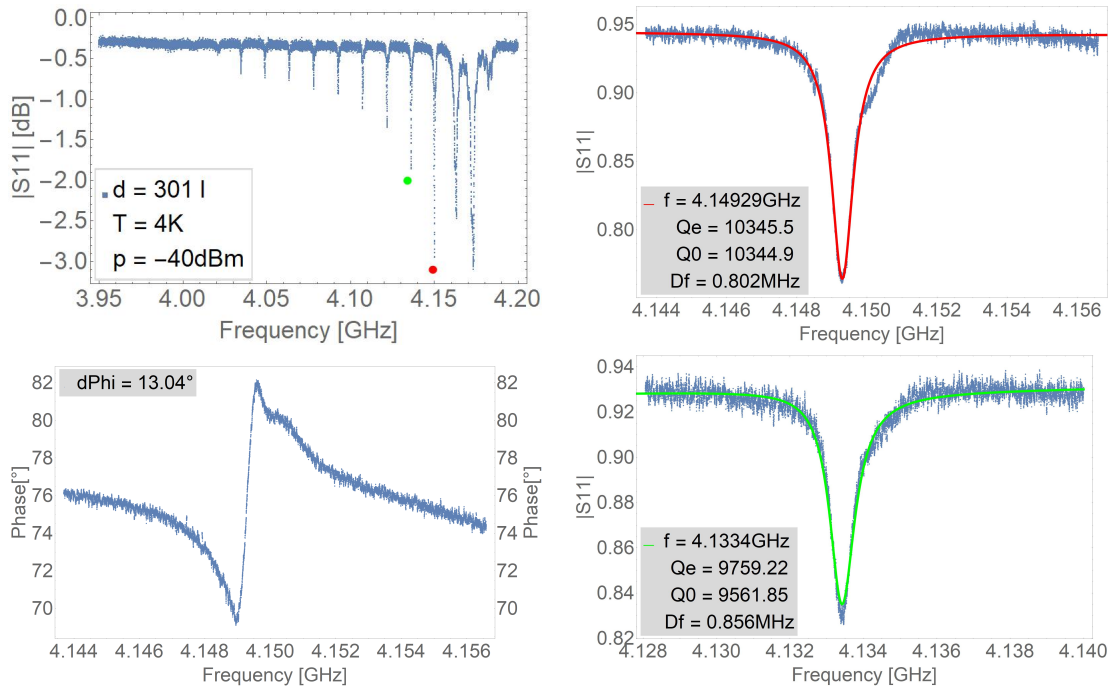 |S11| [dB]
0.0
−0.5
−1.0
−1.5
−2.0
−2.5
−3.0
d = 301 l
T = 4K
p = −40dBm
3.95 4.00 4.05 4.10 4.15 4.20
Frequency [GHz]
|S11|
0.95
0.90
0.85
0.80
f = 4.14929GHz
Qe = 10345.5
Q0 = 10344.9
Df = 0.802MHz
4.144 4.146 4.148 4.150 4.152 4.154 4.156
Frequency [GHz]
dPhi = 13.04°
Phase[°]
82 82
80 80
78 78
76 76
74 74
72 72
70 70
Phase[°]
4.144 4.146 4.148 4.150 4.152 4.154 4.156
Frequency [GHz]
|S11|
0.94
0.92
0.90
0.88
0.86
0.84
0.82
f = 4.1334GHz
Qe = 9759.22
Q0 = 9561.85
Df = 0.856MHz
4.128 4.130 4.132 4.134 4.136 4.138 4.140
Frequency [GHz]